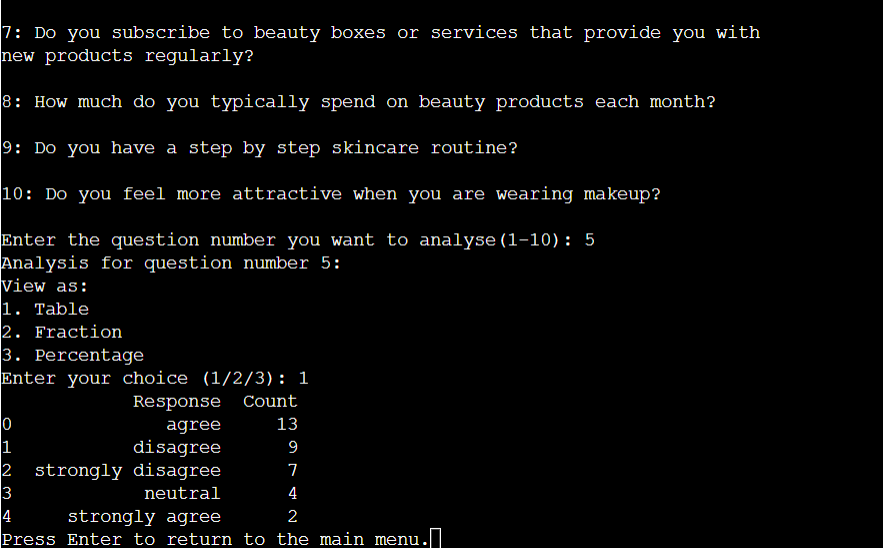 7: Do you subscribe to beauty boxes or services that provide you with
new products regularly?
8: How much do you typically spend on beauty products each month?
9: Do you have a step by step skincare routine?
10: Do you feel more attractive when you are wearing makeup?
Enter the question number you want to analyse(1-10): 5
Analysis for question number 5:
View as:
1. Table
2. Fraction
3. Percentage
Enter your choice (1/2/3): 1
Response Count
0 agree 13
1 disagree 9
2 strongly disagree 7
3 neutral 4
4 strongly agree 2
Press Enter to return to the main menu.